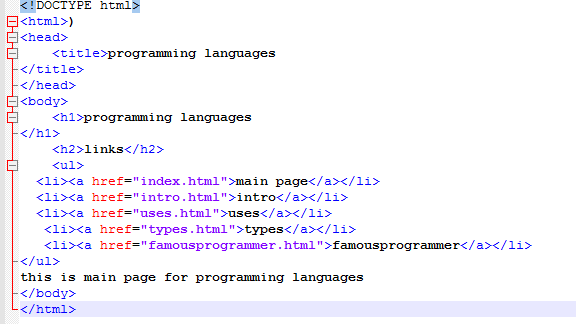 <!DOCTYPE html>
<html>)
<head>
    <title>programming languages
</title>
</head>
<body>
    <h1>programming languages
</h1>
    <h2>links</h2>
    <ul>
  <li><a href="index.html">main page</a></li>
  <li><a href="intro.html">intro</a></li>
  <li><a href="uses.html">uses</a></li>
   <li><a href="types.html">types</a></li>
   <li><a href="famousprogrammer.html">famousprogrammer</a></li>
</ul>
this is main page for programming languages
</body>
</html>